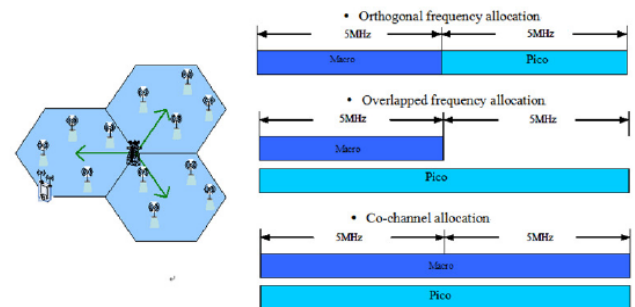 • Orthogonal frequency allocation
5MHz 5MHz
Macro Pico
• Overlapped frequency allocation
5MHz 5MHz
Macro
Pico
• Co-channel allocation
5MHz 5MHz
Macro
Pico